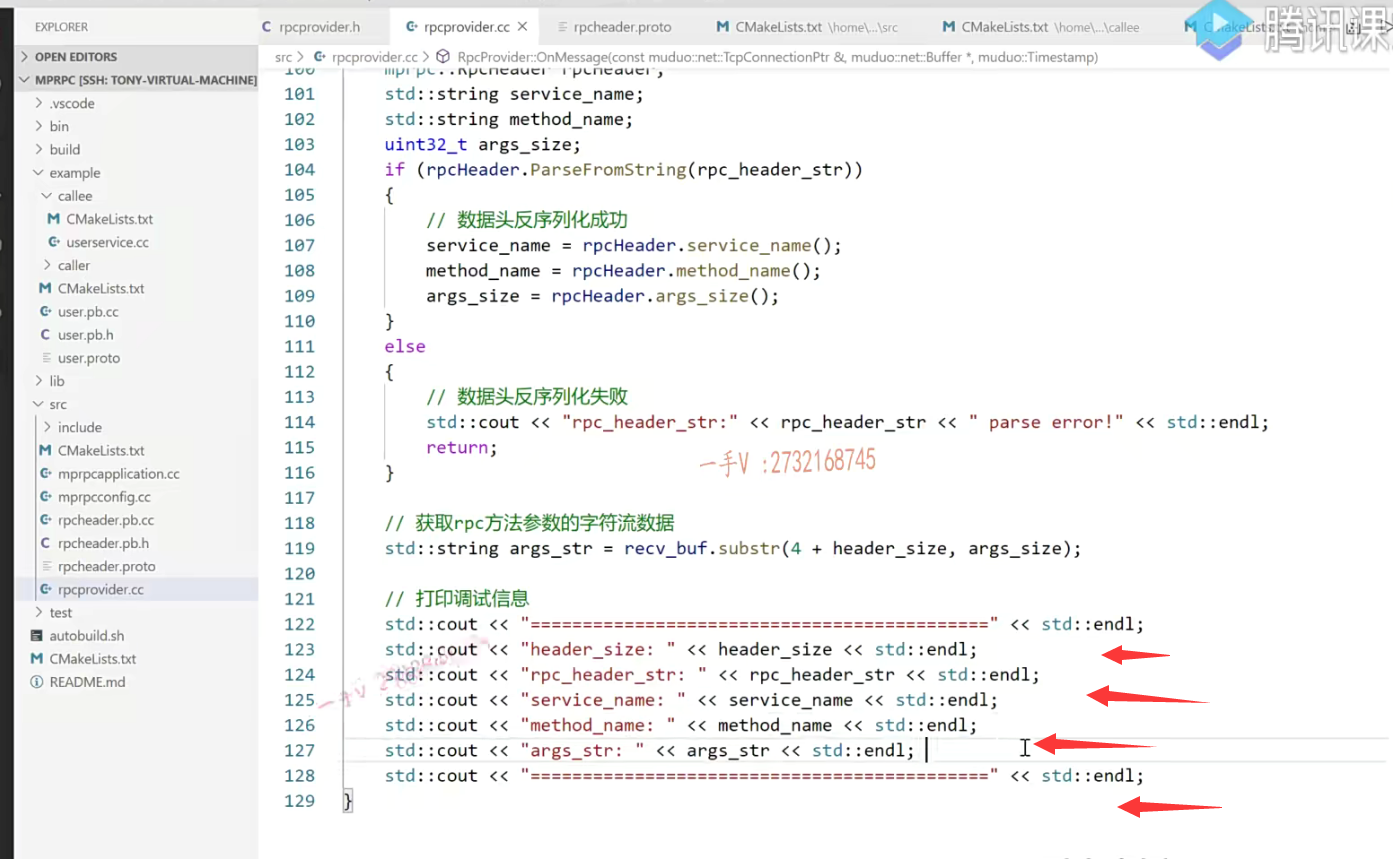 EXPLORER
rpcprovider.h
rpcprovider.cc
rpcheader.proto
CMakeLists.txt \home\...\src
CMakeLists.txt \home\...\callee
腾讯课
OPEN EDITORS
src > rpcprovider.cc > RpcProvider::OnMessage(const muduo::net::TcpConnectionPtr &, muduo::net::Buffer *, muduo::Timestamp)
MPRPC [SSH: TONY-VIRTUAL-MACHINE]
.vscode
bin
build
example
callee
CMakeLists.txt
userservice.cc
caller
CMakeLists.txt
user.pb.cc
user.pb.h
user.proto
lib
src
include
CMakeLists.txt
mprpcapplication.cc
mprpcconfig.cc
rpcheader.pb.cc
rpcheader.pb.h
rpcheader.proto
rpcprovider.cc
test
autobuild.sh
CMakeLists.txt
README.md
100 mprpc::RpcHeader rpcHeader;
101 std::string service_name;
102 std::string method_name;
103 uint32_t args_size;
104 if (rpcHeader.ParseFromString(rpc_header_str))
105 {
106 // 数据头反序列化成功
107 service_name = rpcHeader.service_name();
108 method_name = rpcHeader.method_name();
109 args_size = rpcHeader.args_size();
110 }
111 else
112 {
113 // 数据头反序列化失败
114 std::cout << "rpc_header_str:" << rpc_header_str << " parse error!" << std::endl;
115 return;
一手V :2732168745
116 }
117
118 // 获取rpc方法参数的字符流数据
119 std::string args_str = recv_buf.substr(4 + header_size, args_size);
120
121 // 打印调试信息
122 std::cout << "============================================" << std::endl;
123 std::cout << "header_size: " << header_size << std::endl;
124 std::cout << "rpc_header_str: " << rpc_header_str << std::endl;
125 std::cout << "service_name: " << service_name << std::endl;
126 std::cout << "method_name: " << method_name << std::endl;
127 std::cout << "args_str: " << args_str << std::endl;
128 std::cout << "============================================" << std::endl;
129 }